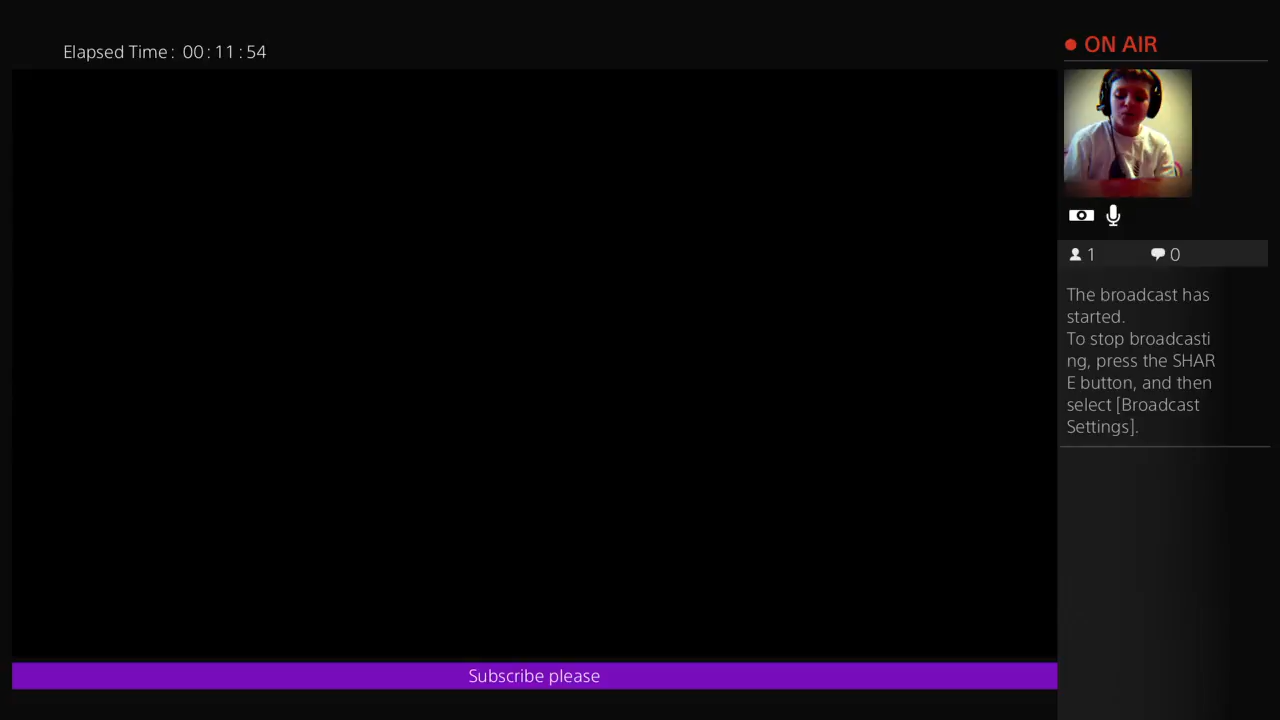 Elapsed Time: 00:11:54
ON AIR
1 0
The broadcast has
started.
To stop broadcasti
ng, press the SHAR
E button, and then
select [Broadcast
Settings].
Subscribe please